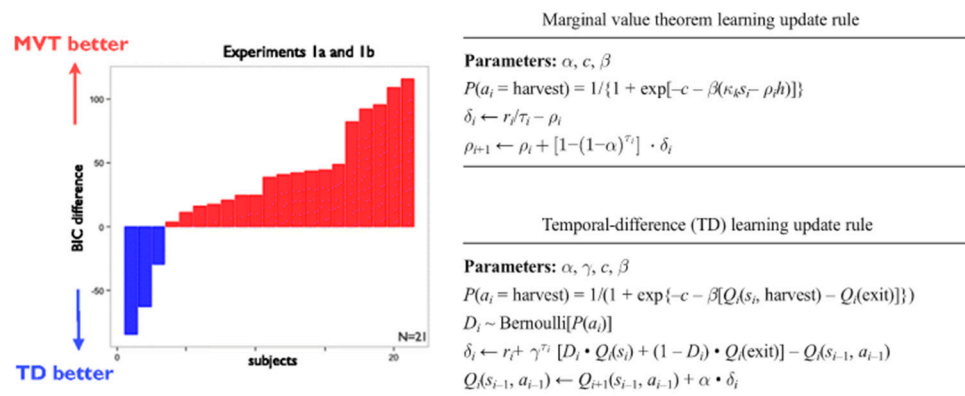 MVT better
Experiments 1a and 1b
BIC difference
100
50
0
-50
0
20
N=21
subjects
TD better
Marginal value theorem learning update rule
Parameters: α, c, β
P(aᵢ = harvest) = 1/{1 + exp[–c – β(κₖsᵢ– ρᵢh)]}
δᵢ ← rᵢ/τᵢ – ρᵢ
ρᵢ₊₁ ← ρᵢ + [1–(1–α)^τᵢ] · δᵢ
Temporal-difference (TD) learning update rule
Parameters: α, γ, c, β
P(aᵢ = harvest) = 1/(1 + exp{–c – β[Qᵢ(sᵢ, harvest) – Qᵢ(exit)]})
Dᵢ ~ Bernoulli[P(aᵢ)]
δᵢ ← rᵢ+ γ^τᵢ [Dᵢ • Qᵢ(sᵢ) + (1 – Dᵢ) • Qᵢ(exit)] – Qᵢ(sᵢ₋₁, aᵢ₋₁)
Qᵢ(sᵢ₋₁, aᵢ₋₁) ← Qᵢ₊₁(sᵢ₋₁, aᵢ₋₁) + α • δᵢ